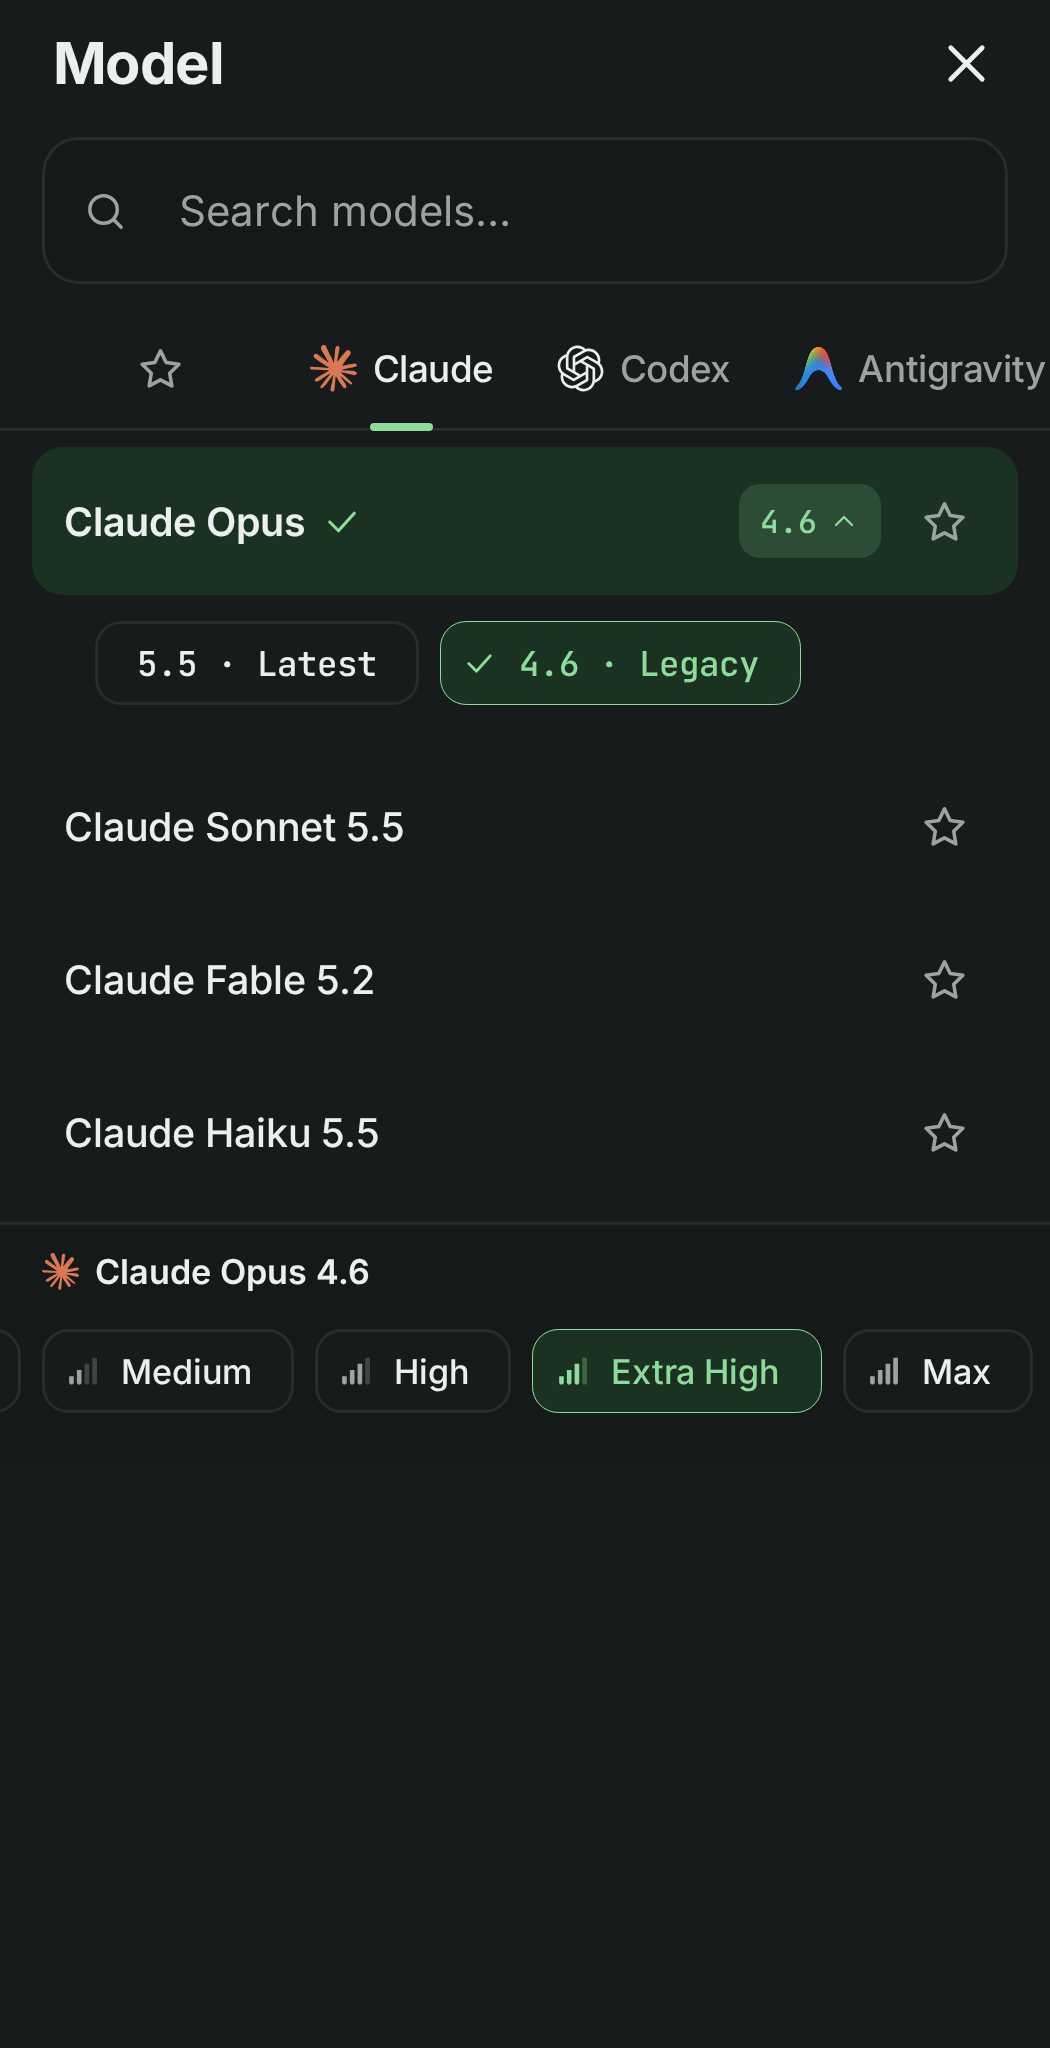 Model
Search models...
Claude Codex Antigravity
Claude Opus 4.6
5.5 · Latest 4.6 · Legacy
Claude Sonnet 5.5
Claude Fable 5.2
Claude Haiku 5.5
Claude Opus 4.6
Medium High Extra High Max